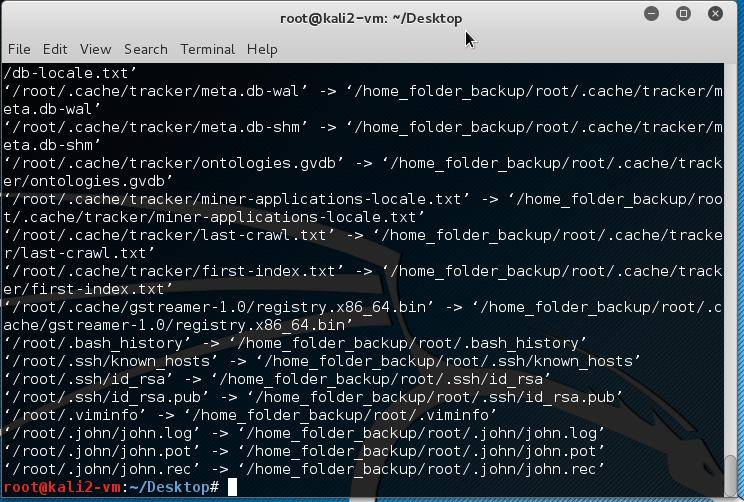 root@kali2-vm: ~/Desktop
File Edit View Search Terminal Help
/db-locale.txt’
‘/root/.cache/tracker/meta.db-wal’ -> ‘/home_folder_backup/root/.cache/tracker/m
eta.db-wal’
‘/root/.cache/tracker/meta.db-shm’ -> ‘/home_folder_backup/root/.cache/tracker/m
eta.db-shm’
‘/root/.cache/tracker/ontologies.gvdb’ -> ‘/home_folder_backup/root/.cache/track
er/ontologies.gvdb’
‘/root/.cache/tracker/miner-applications-locale.txt’ -> ‘/home_folder_backup/roo
t/.cache/tracker/miner-applications-locale.txt’
‘/root/.cache/tracker/last-crawl.txt’ -> ‘/home_folder_backup/root/.cache/tracke
r/last-crawl.txt’
‘/root/.cache/tracker/first-index.txt’ -> ‘/home_folder_backup/root/.cache/track
er/first-index.txt’
‘/root/.cache/gstreamer-1.0/registry.x86_64.bin’ -> ‘/home_folder_backup/root/.c
ache/gstreamer-1.0/registry.x86_64.bin’
‘/root/.bash_history’ -> ‘/home_folder_backup/root/.bash_history’
‘/root/.ssh/known_hosts’ -> ‘/home_folder_backup/root/.ssh/known_hosts’
‘/root/.ssh/id_rsa’ -> ‘/home_folder_backup/root/.ssh/id_rsa’
‘/root/.ssh/id_rsa.pub’ -> ‘/home_folder_backup/root/.ssh/id_rsa.pub’
‘/root/.viminfo’ -> ‘/home_folder_backup/root/.viminfo’
‘/root/.john/john.log’ -> ‘/home_folder_backup/root/.john/john.log’
‘/root/.john/john.pot’ -> ‘/home_folder_backup/root/.john/john.pot’
‘/root/.john/john.rec’ -> ‘/home_folder_backup/root/.john/john.rec’
root@kali2-vm:~/Desktop#